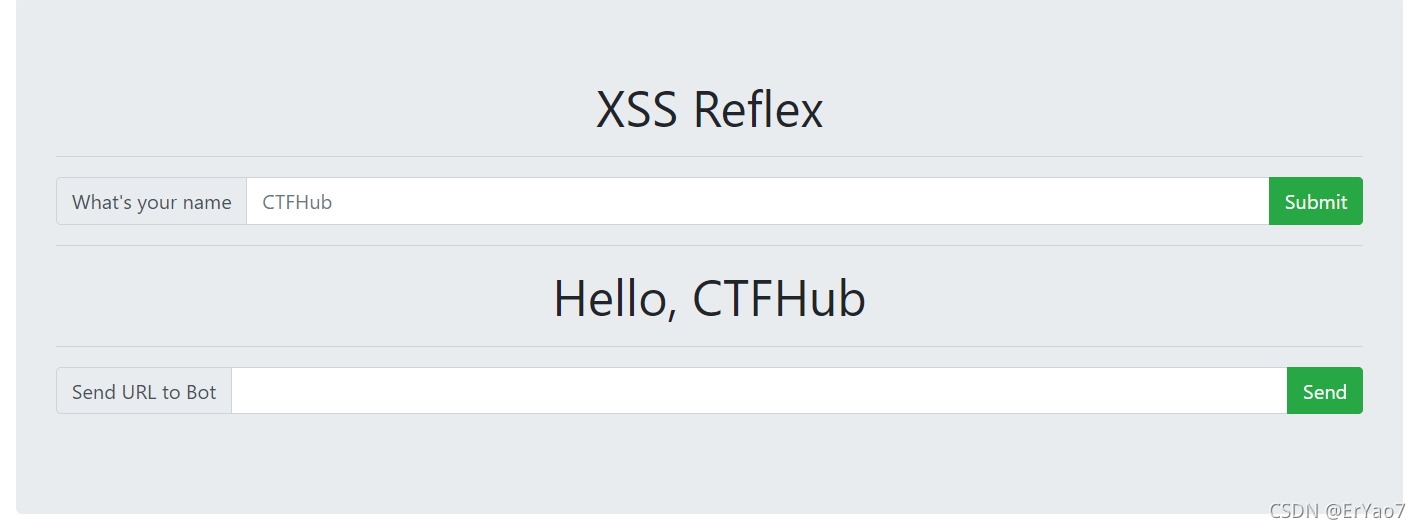 XSS Reflex
What's your name CTFHub Submit
Hello, CTFHub
Send URL to Bot Send
CSDN @ErYao7